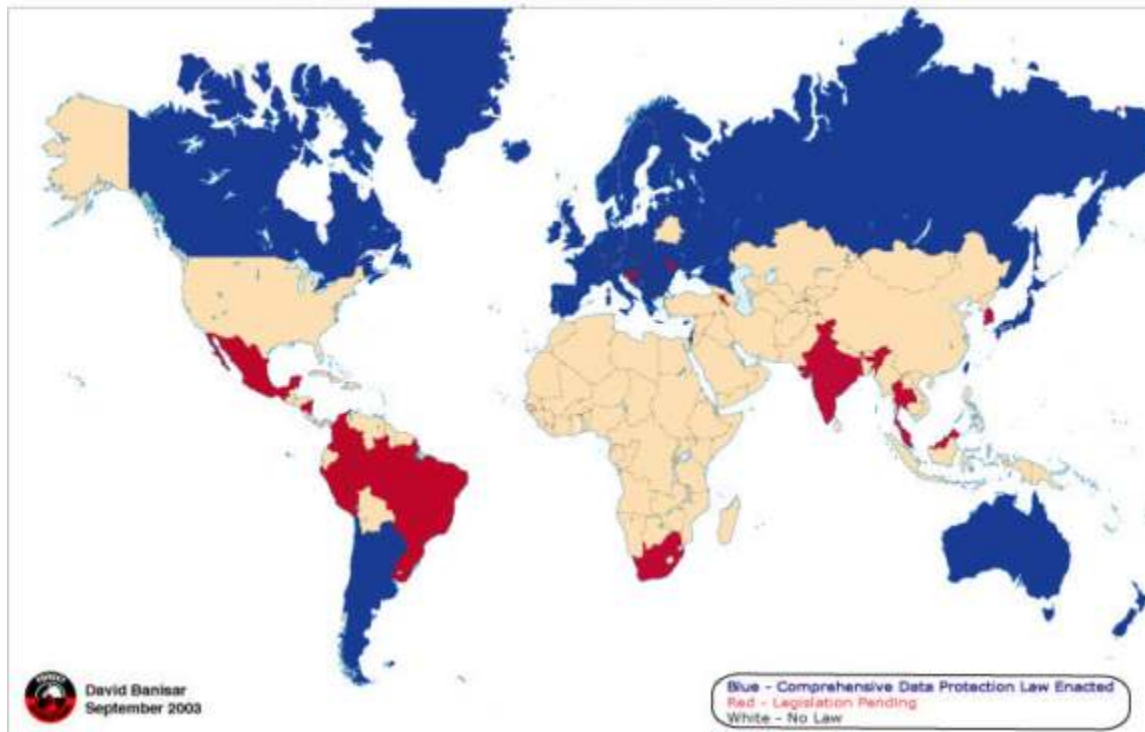 David Banisar
September 2003
Blue - Comprehensive Data Protection Law Enacted
Red - Legislation Pending
White - No Law